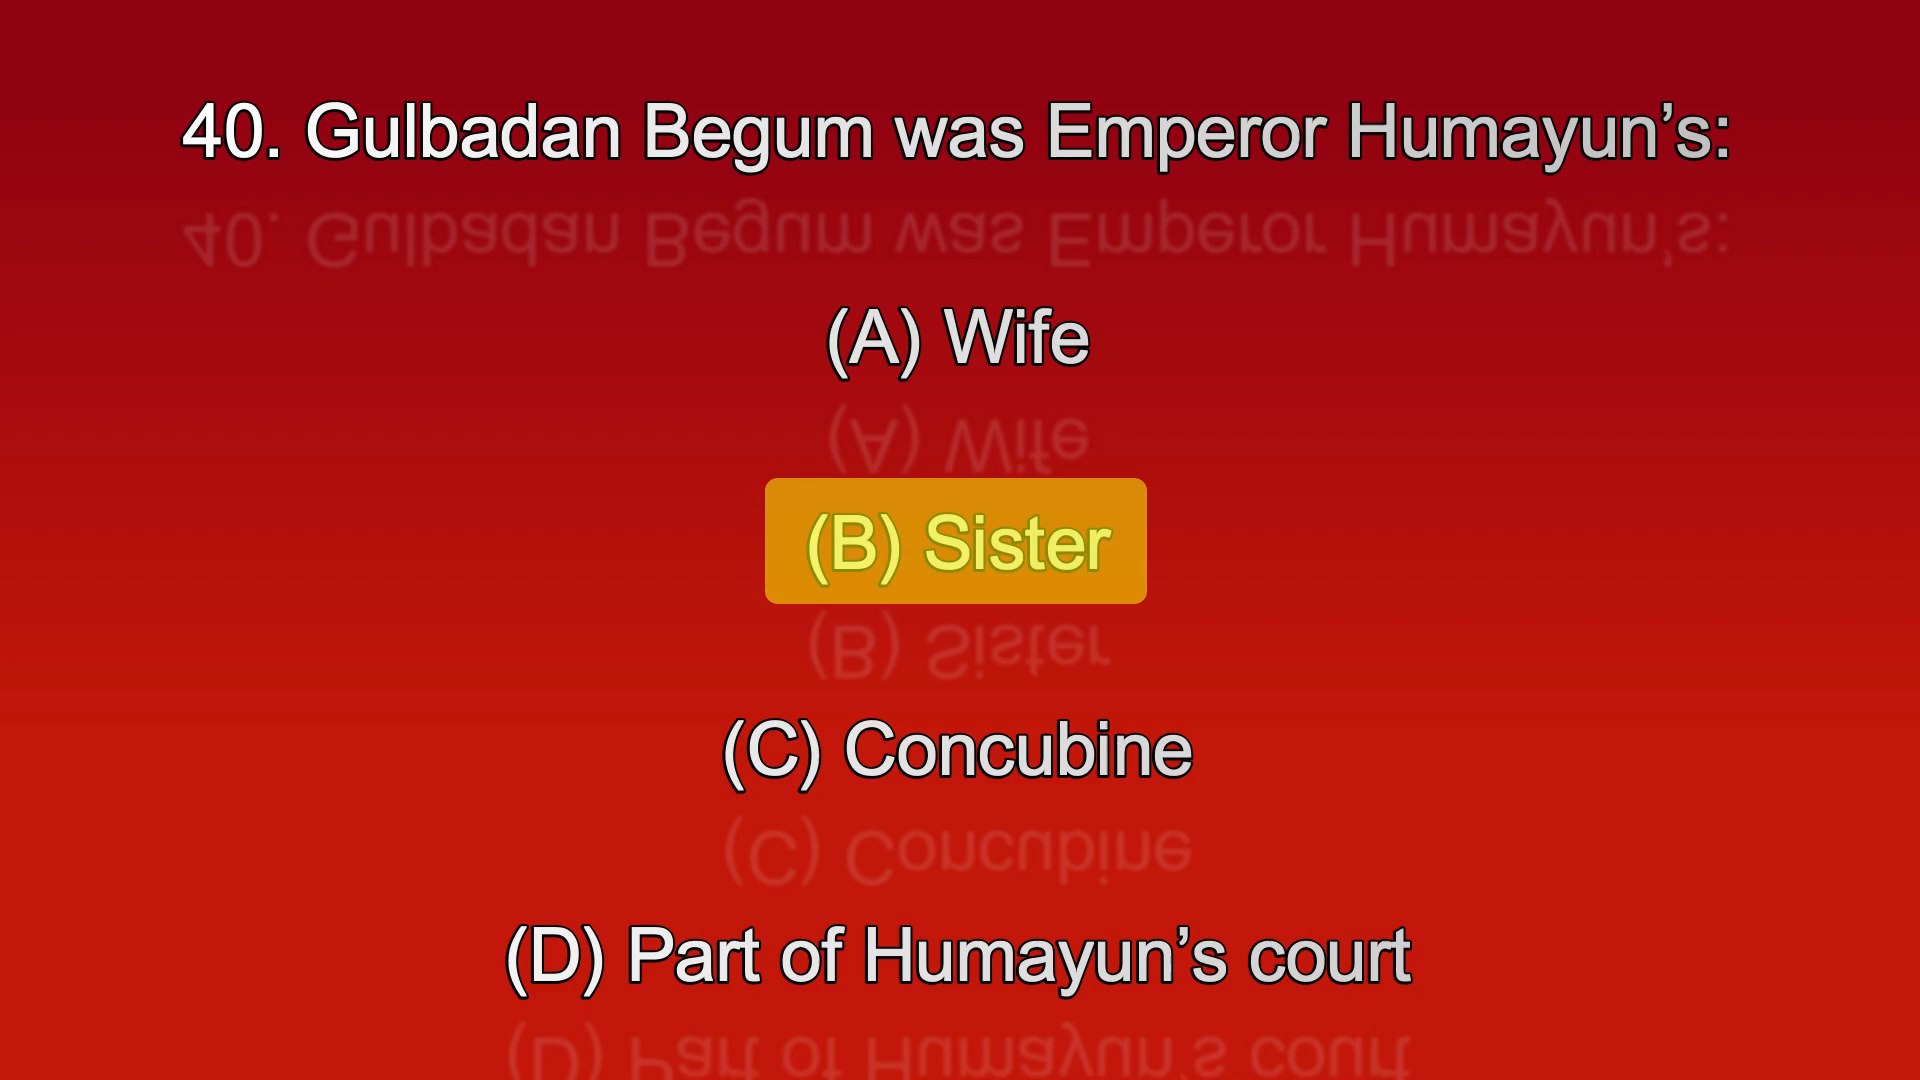 40. Gulbadan Begum was Emperor Humayun’s:
(A) Wife
(B) Sister
(C) Concubine
(D) Part of Humayun’s court